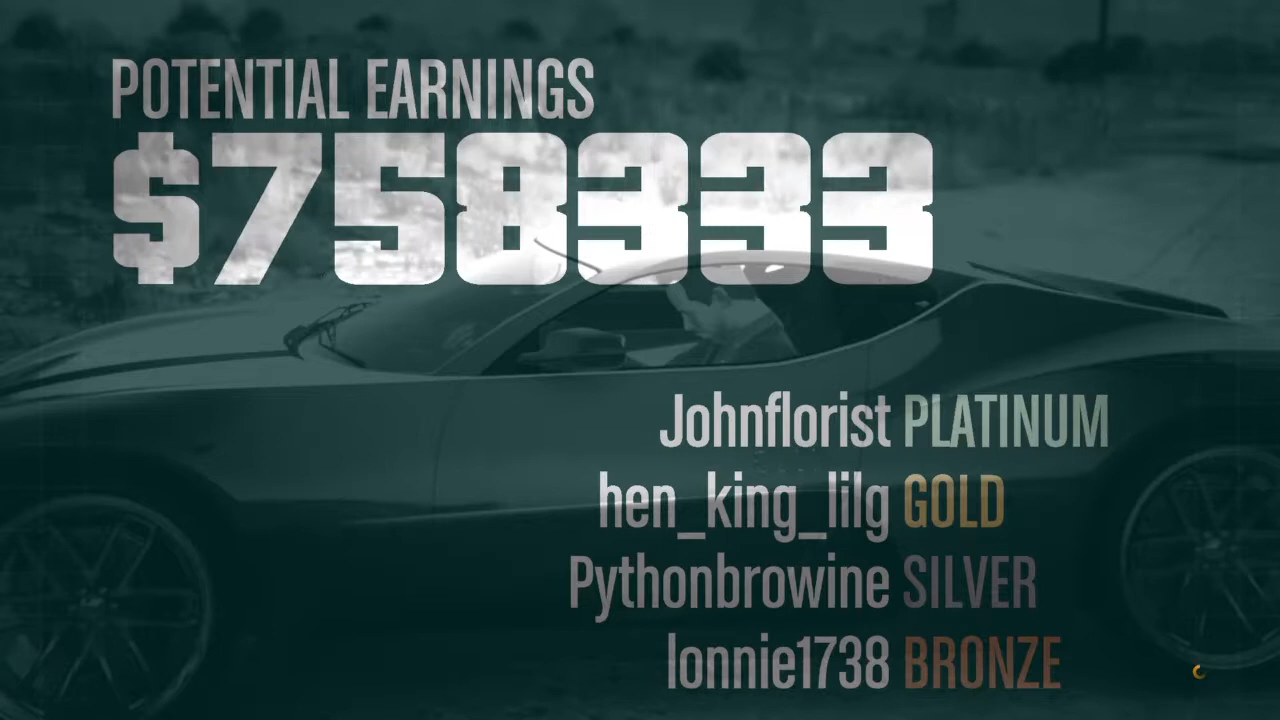 POTENTIAL EARNINGS
$758333
Johnflorist PLATINUM
hen_king_lilg GOLD
Pythonbrowine SILVER
lonnie1738 BRONZE